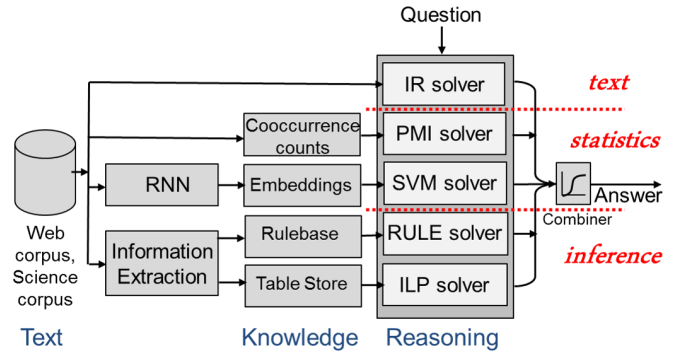 Question
IR solver
text
Cooccurrence
counts
PMI solver
statistics
RNN
Embeddings
SVM solver
Combiner
Answer
Web
corpus,
Science
corpus
Information
Extraction
Rulebase
RULE solver
inference
Table Store
ILP solver
Text
Knowledge
Reasoning